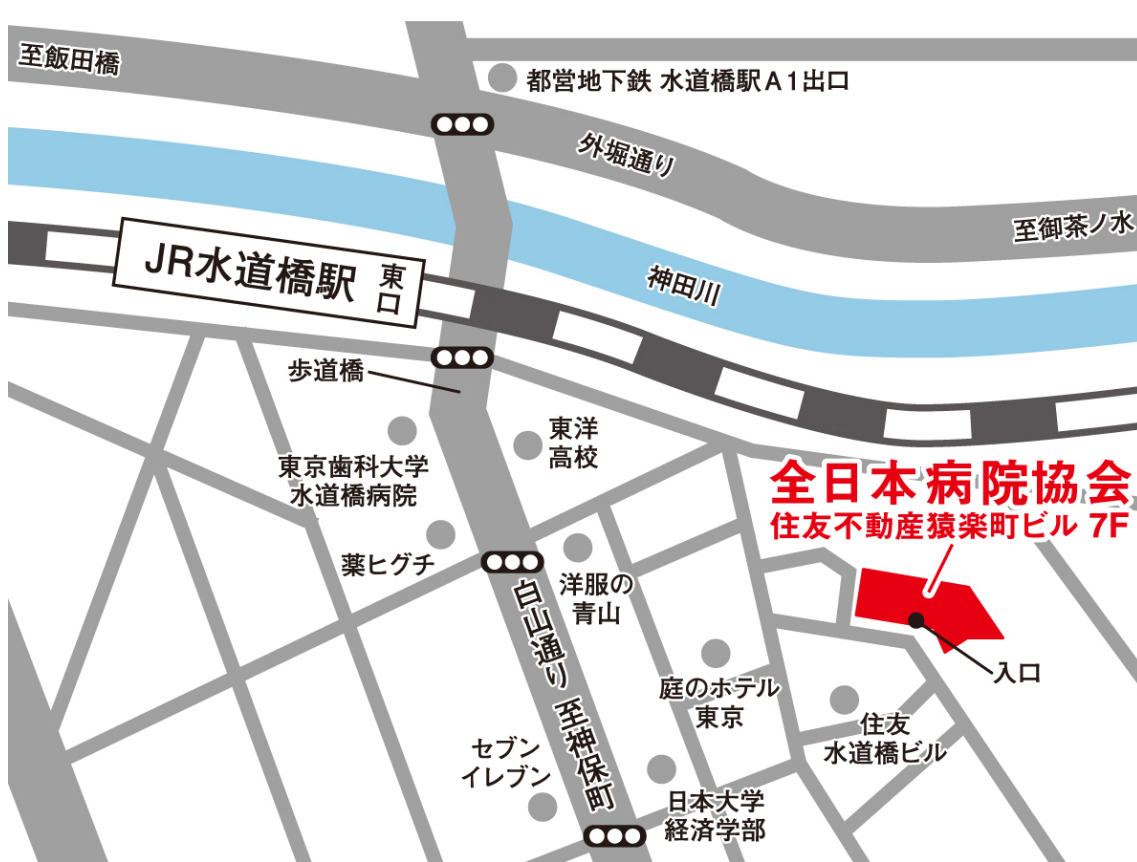 至飯田橋
都営地下鉄 水道橋駅A1出口
外堀通り
至御茶ノ水
JR水道橋駅 東口
神田川
歩道橋
東洋
高校
東京歯科大学
水道橋病院
全日本病院協会
住友不動産猿楽町ビル 7F
薬ヒグチ
洋服の
青山
白山通り 至神保町
入口
庭のホテル
東京
住友
水道橋ビル
セブン
イレブン
日本大学
経済学部